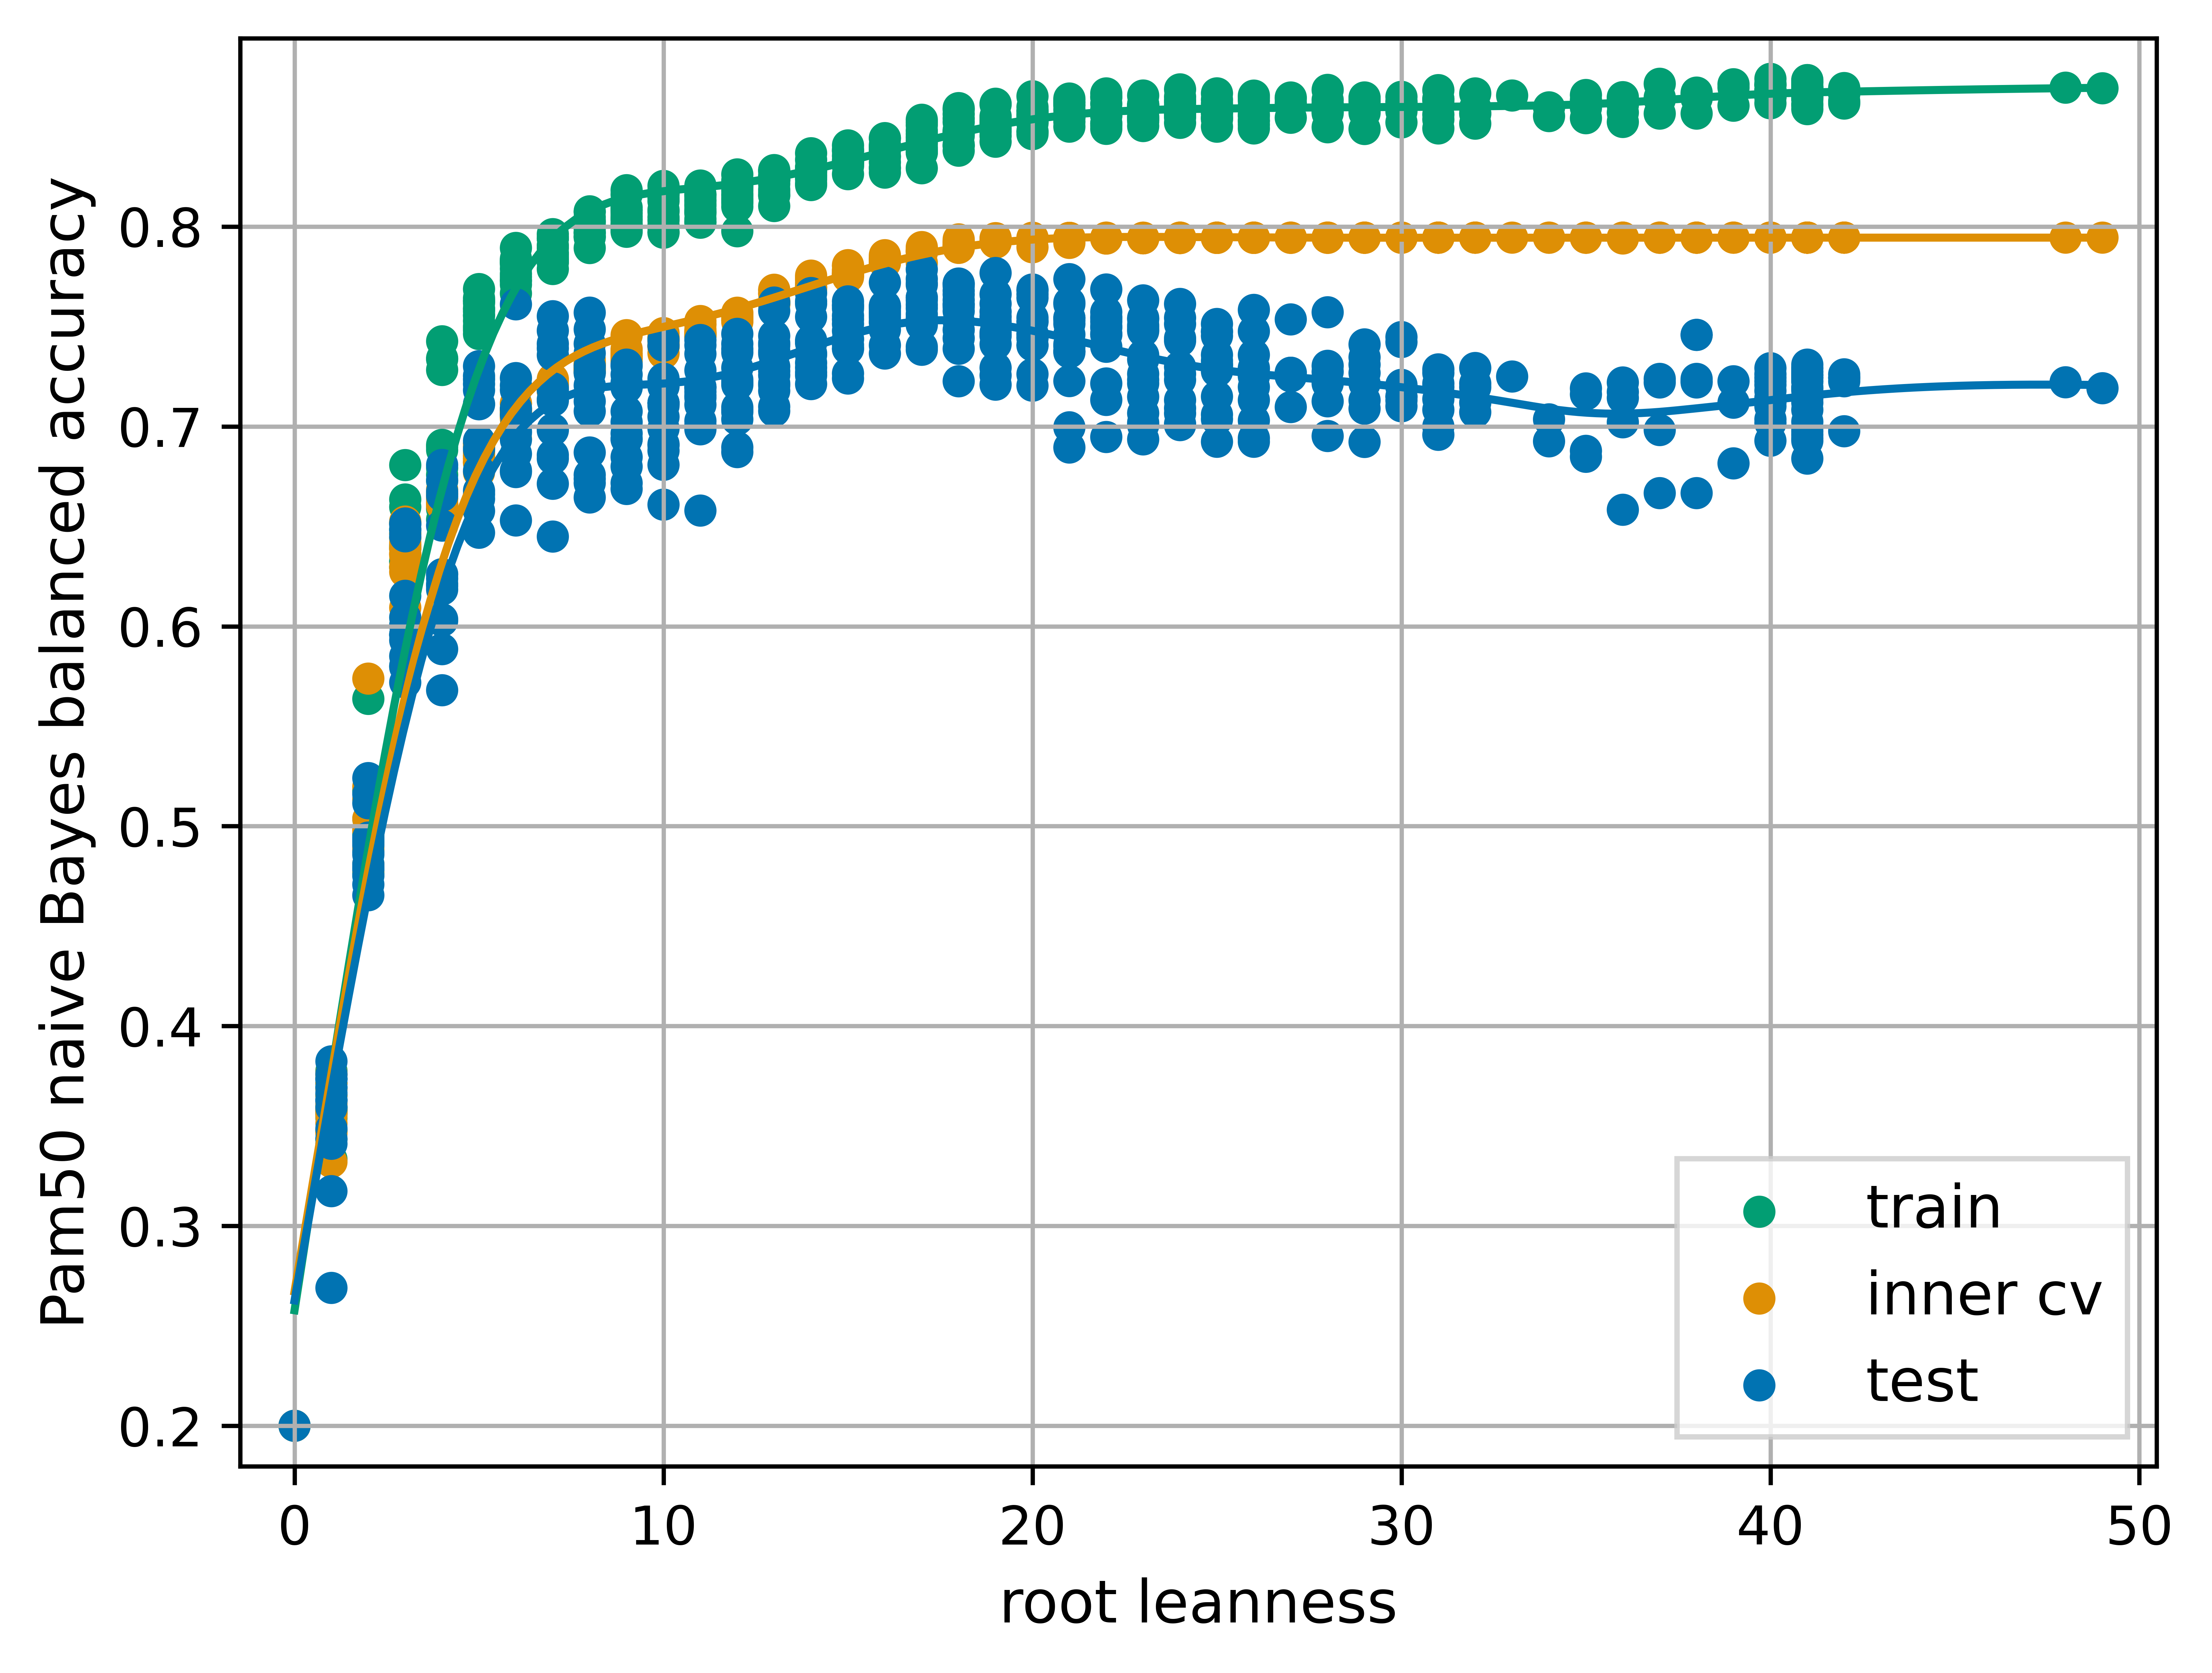 Pam50 naive Bayes balanced accuracy
0.8
0.7
0.6
0.5
0.4
0.3
0.2
0 10 20 30 40 50
root leanness
train
inner cv
test